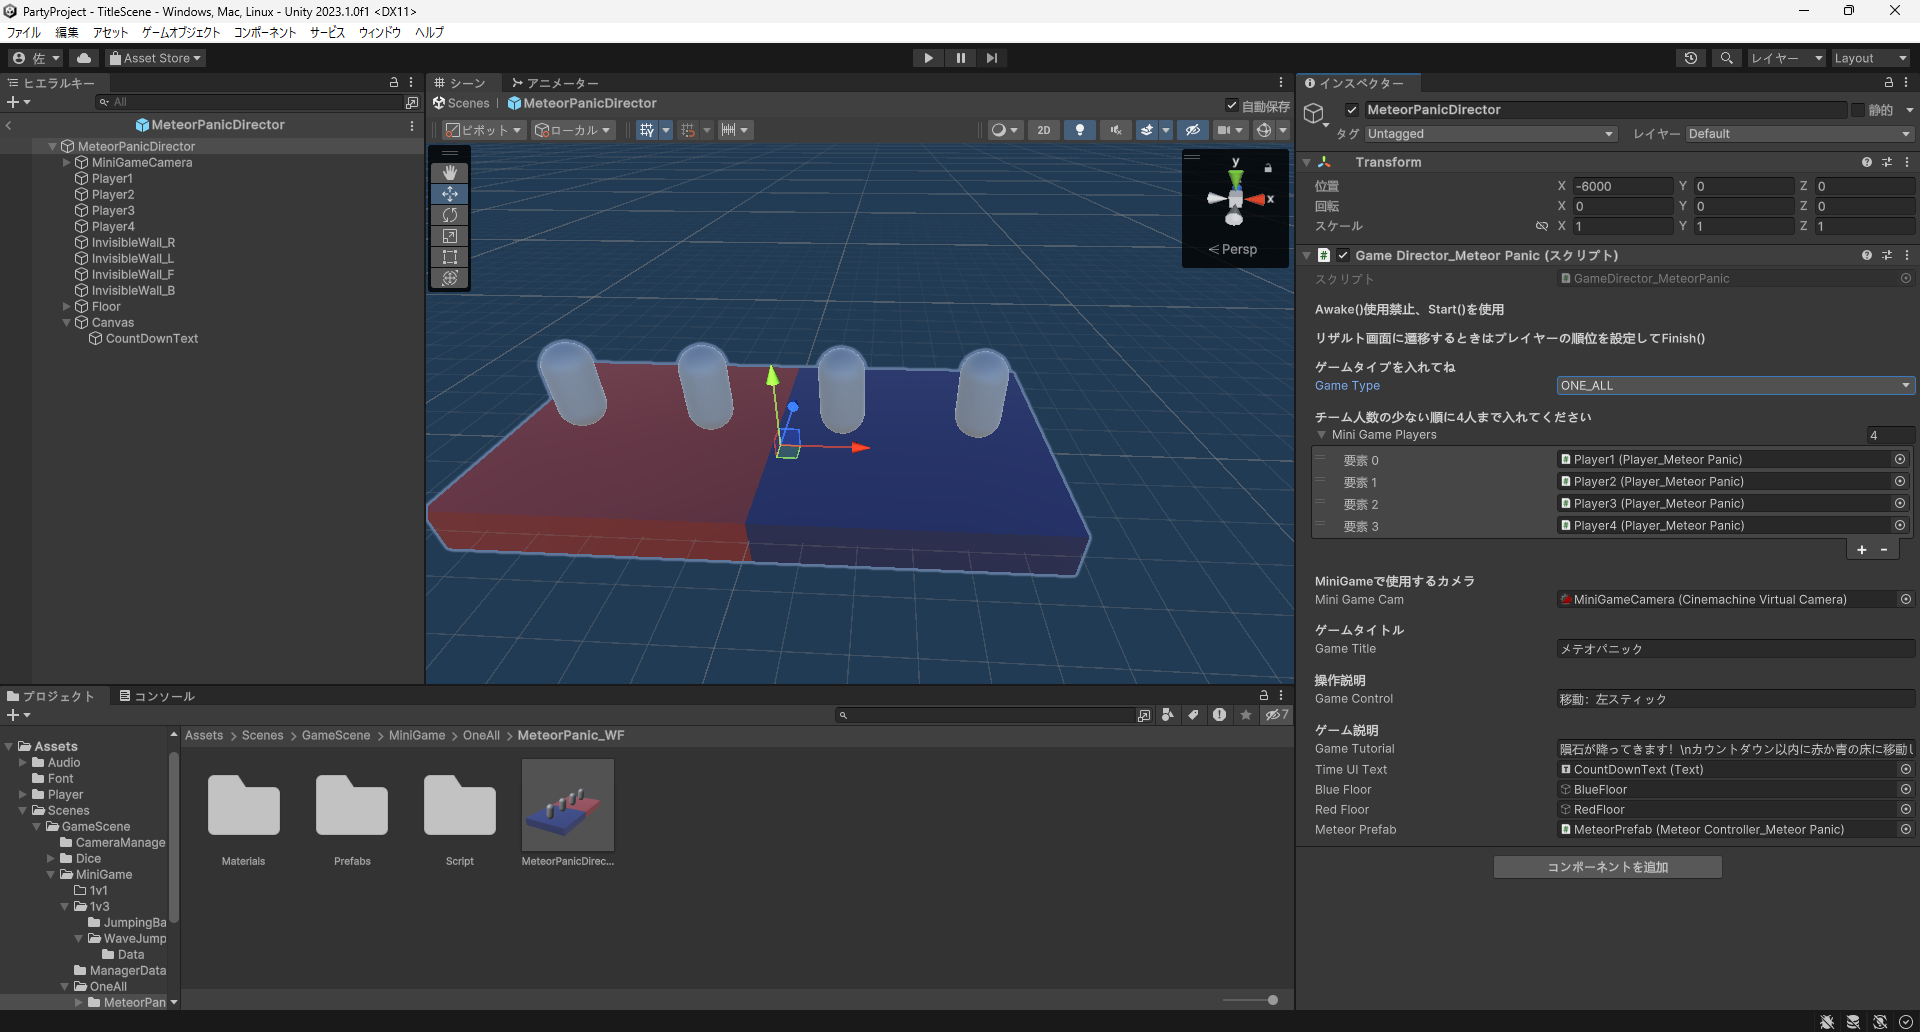 PartyProject - TitleScene - Windows, Mac, Linux - Unity 2023.1.0f1 <DX11>
ファイル 編集 アセット ゲームオブジェクト コンポーネント サービス ウィンドウ ヘルプ
佐 Asset Store
レイヤー Layout
ヒエラルキー
All
MeteorPanicDirector
MeteorPanicDirector
MiniGameCamera
Player1
Player2
Player3
Player4
InvisibleWall_R
InvisibleWall_L
InvisibleWall_F
InvisibleWall_B
Floor
Canvas
CountDownText
シーン アニメーター
Scenes | MeteorPanicDirector 自動保存
ピボット ローカル 2D
y
x
< Persp
インスペクター
MeteorPanicDirector 静的
タグ Untagged レイヤー Default
Transform
位置 X -6000 Y 0 Z 0
回転 X 0 Y 0 Z 0
スケール X 1 Y 1 Z 1
Game Director_Meteor Panic (スクリプト)
スクリプト GameDirector_MeteorPanic
Awake()使用禁止、Start()を使用
リザルト画面に遷移するときはプレイヤーの順位を設定してFinish()
ゲームタイプを入れてね
Game Type ONE_ALL
チーム人数の少ない順に4人まで入れてください
Mini Game Players 4
要素 0 Player1 (Player_Meteor Panic)
要素 1 Player2 (Player_Meteor Panic)
要素 2 Player3 (Player_Meteor Panic)
要素 3 Player4 (Player_Meteor Panic)
+ -
MiniGameで使用するカメラ
Mini Game Cam MiniGameCamera (Cinemachine Virtual Camera)
ゲームタイトル
Game Title メテオパニック
操作説明
Game Control 移動：左スティック
ゲーム説明
Game Tutorial 隕石が降ってきます！\nカウントダウン以内に赤か青の床に移動し
Time UI Text CountDownText (Text)
Blue Floor BlueFloor
Red Floor RedFloor
Meteor Prefab MeteorPrefab (Meteor Controller_Meteor Panic)
コンポーネントを追加
プロジェクト コンソール
7
Assets
Audio
Font
Player
Scenes
GameScene
CameraManage
Dice
MiniGame
1v1
1v3
JumpingBa
WaveJump
Data
ManagerData
OneAll
MeteorPan
Assets > Scenes > GameScene > MiniGame > OneAll > MeteorPanic_WF
Materials
Prefabs
Script
MeteorPanicDirec...